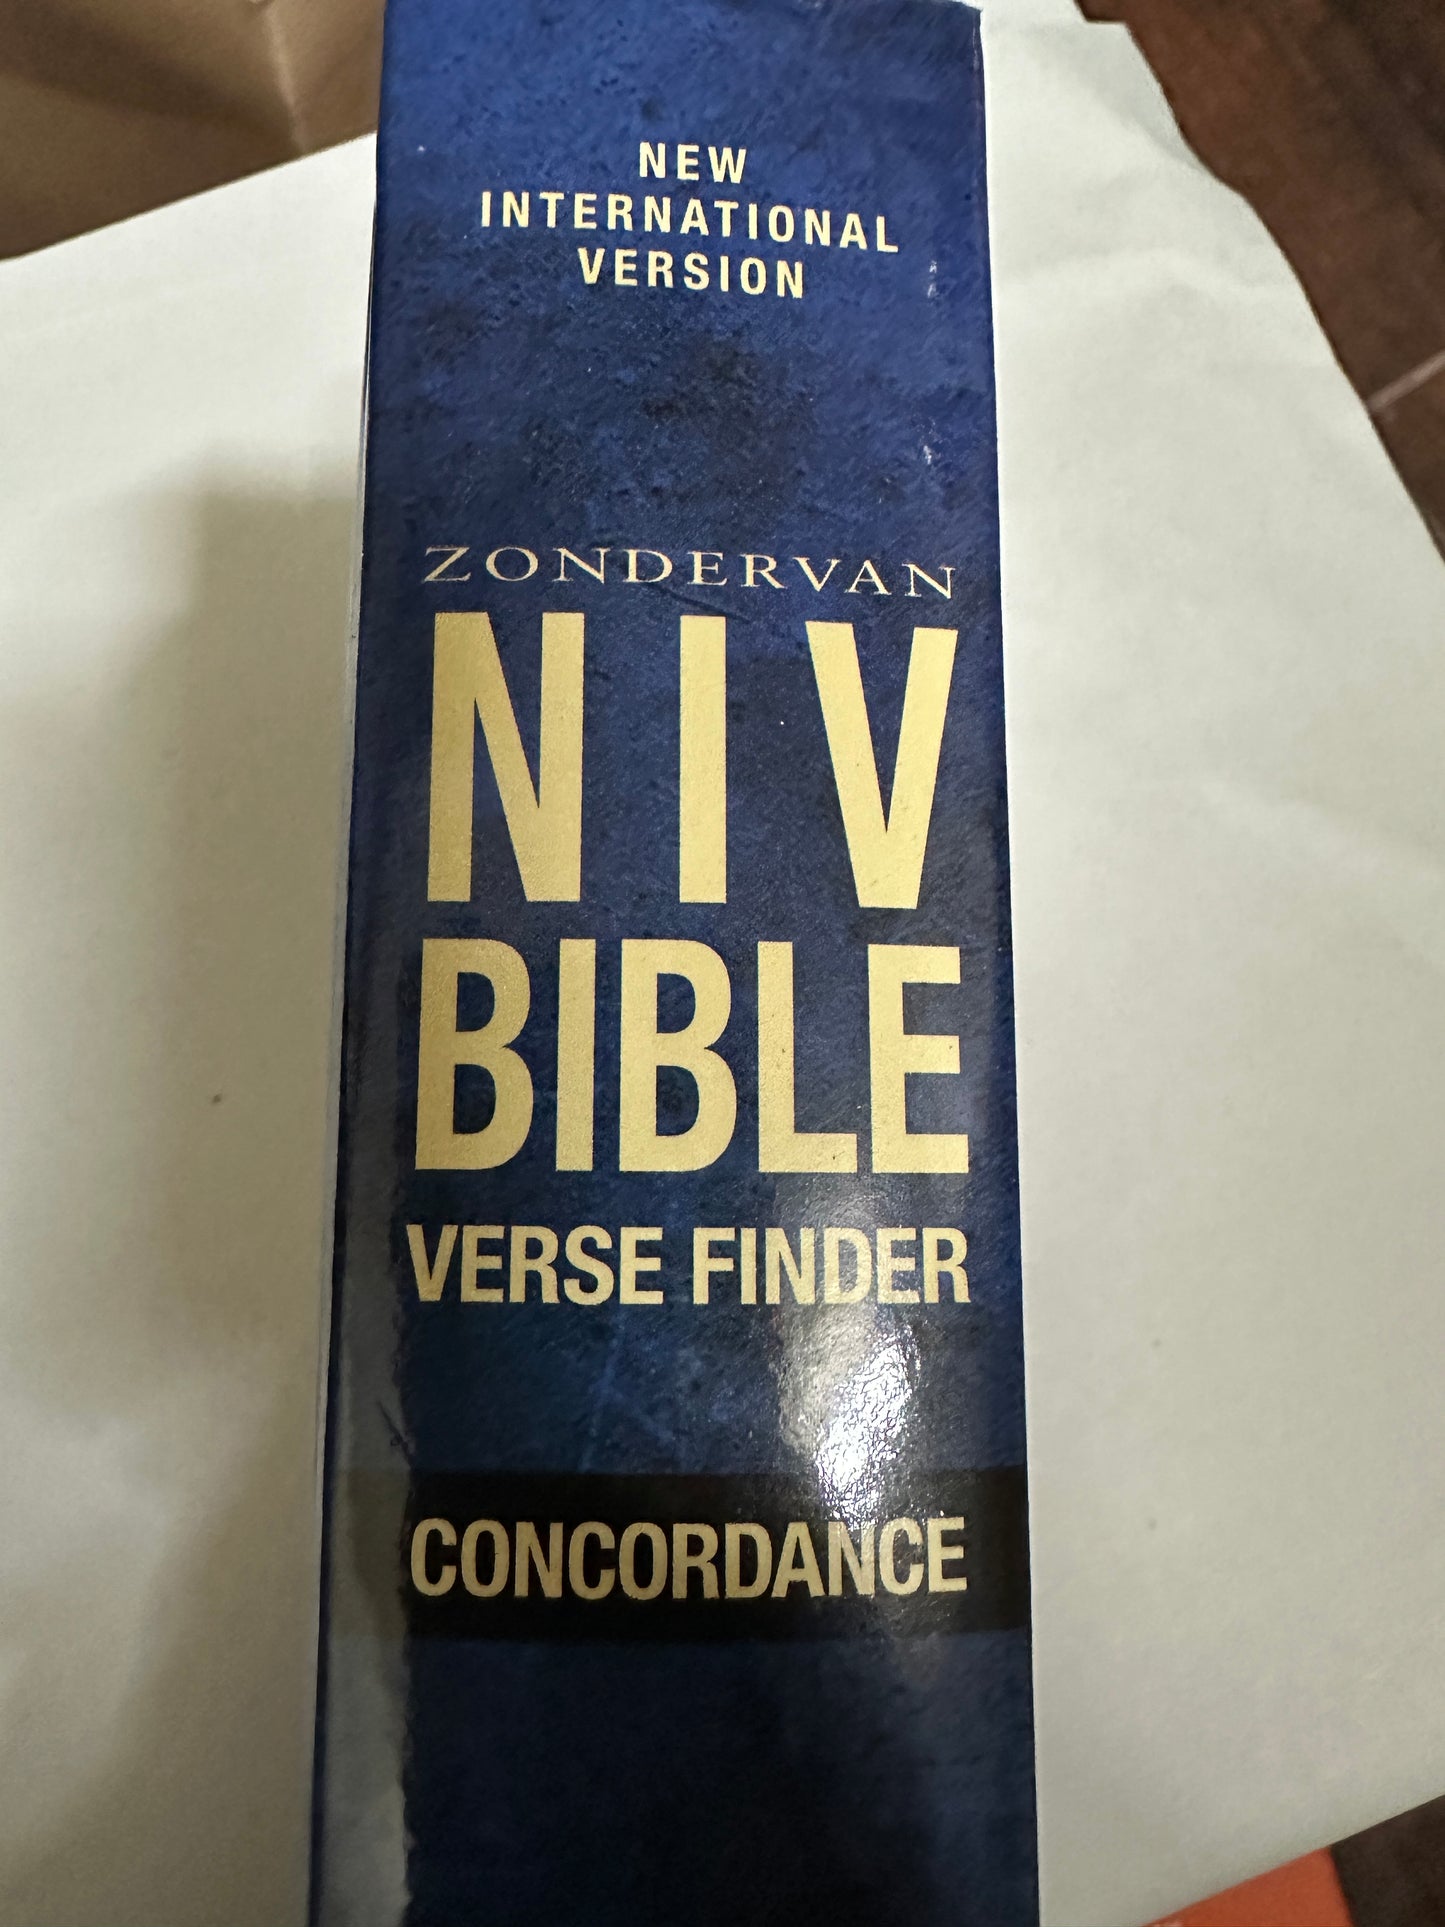 NEW
INTERNATIONAL
VERSION
ZONDERVAN
NIV
BIBLE
VERSE FINDER
CONCORDANCE